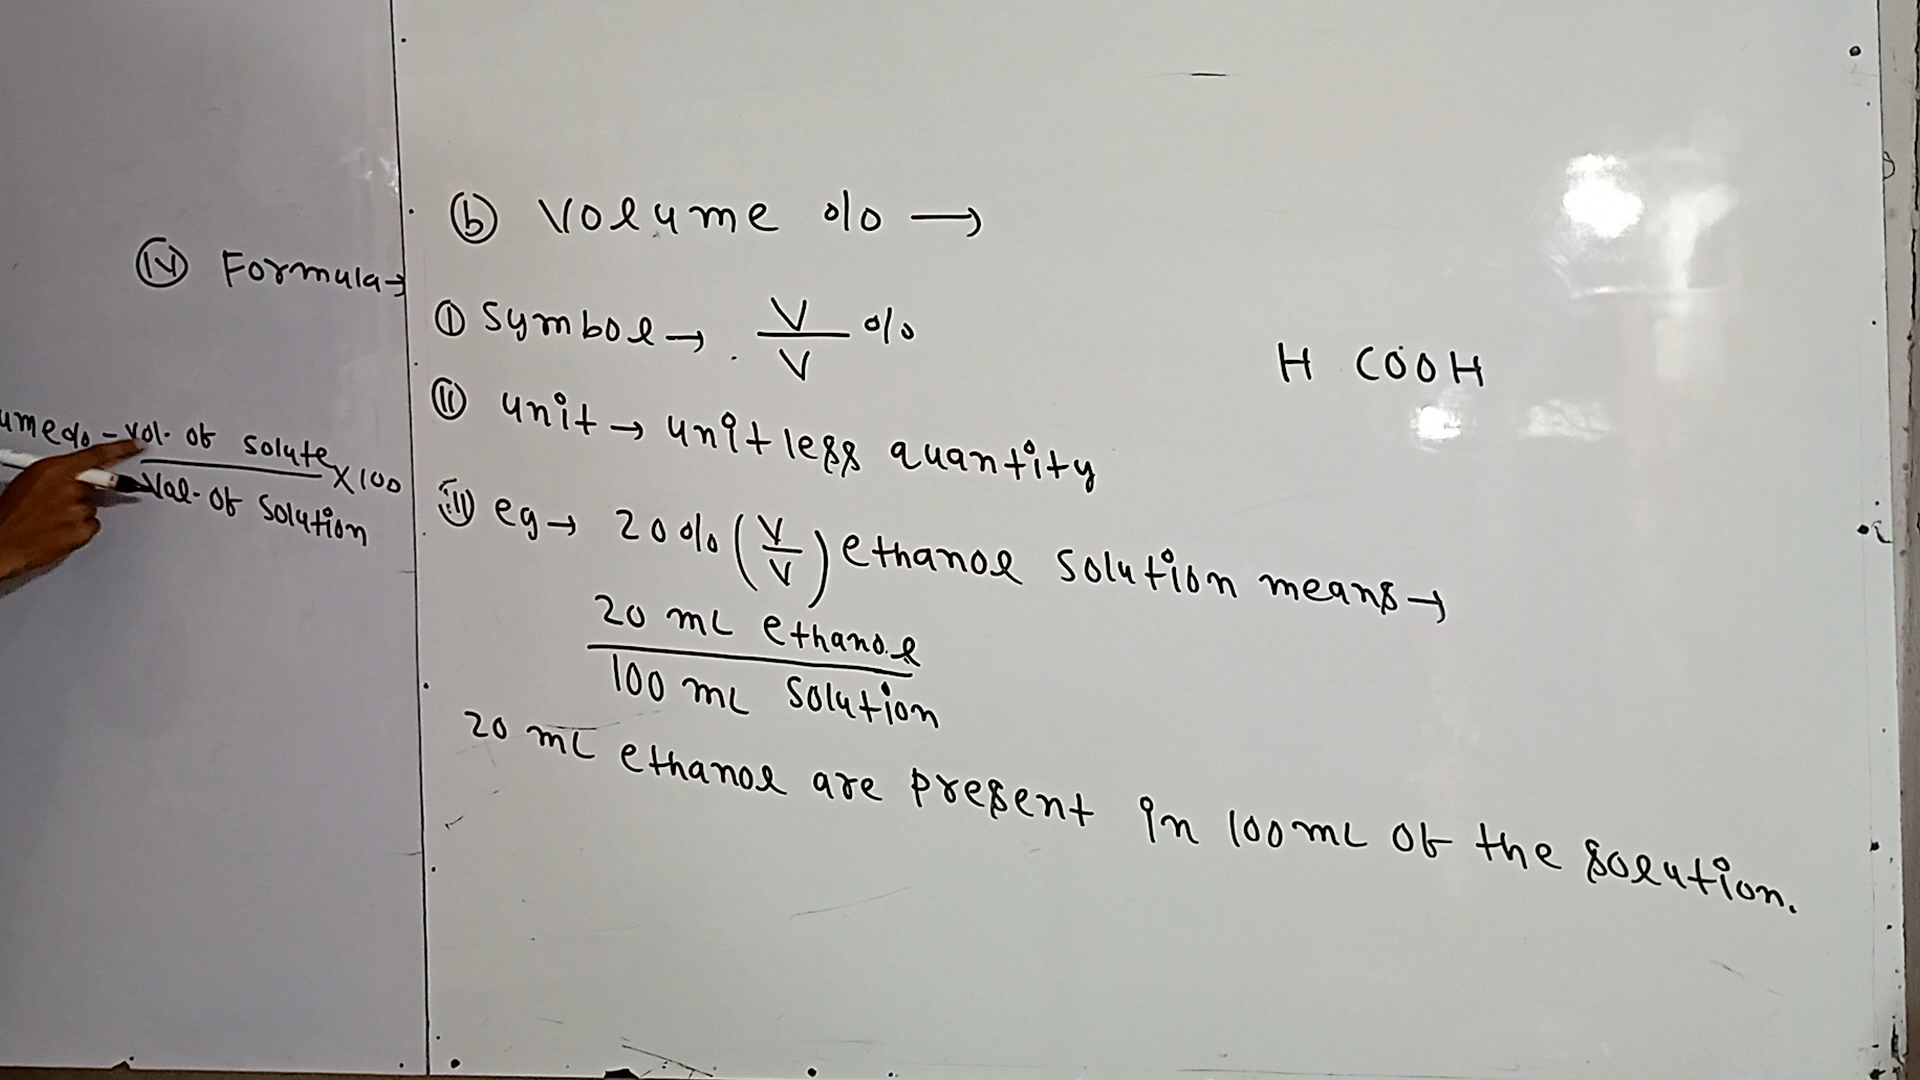 (b) Volume % →
(i) Symbol → V/V %
(ii) unit → unitless quantity
(iii) eg → 20% (V/V) ethanol solution means →
20 mL ethanol
100 mL solution
20 mL ethanol are present in 100 mL of the solution.
H COOH
(iv) Formula →
ume% = Vol. of solute × 100
Vol. of solution